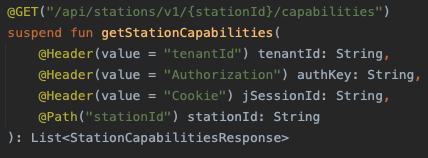 @GET("/api/stations/v1/{stationId}/capabilities")
suspend fun getStationCapabilities(
    @Header(value = "tenantId") tenantId: String,
    @Header(value = "Authorization") authKey: String,
    @Header(value = "Cookie") jSessionId: String,
    @Path("stationId") stationId: String
): List<StationCapabilitiesResponse>